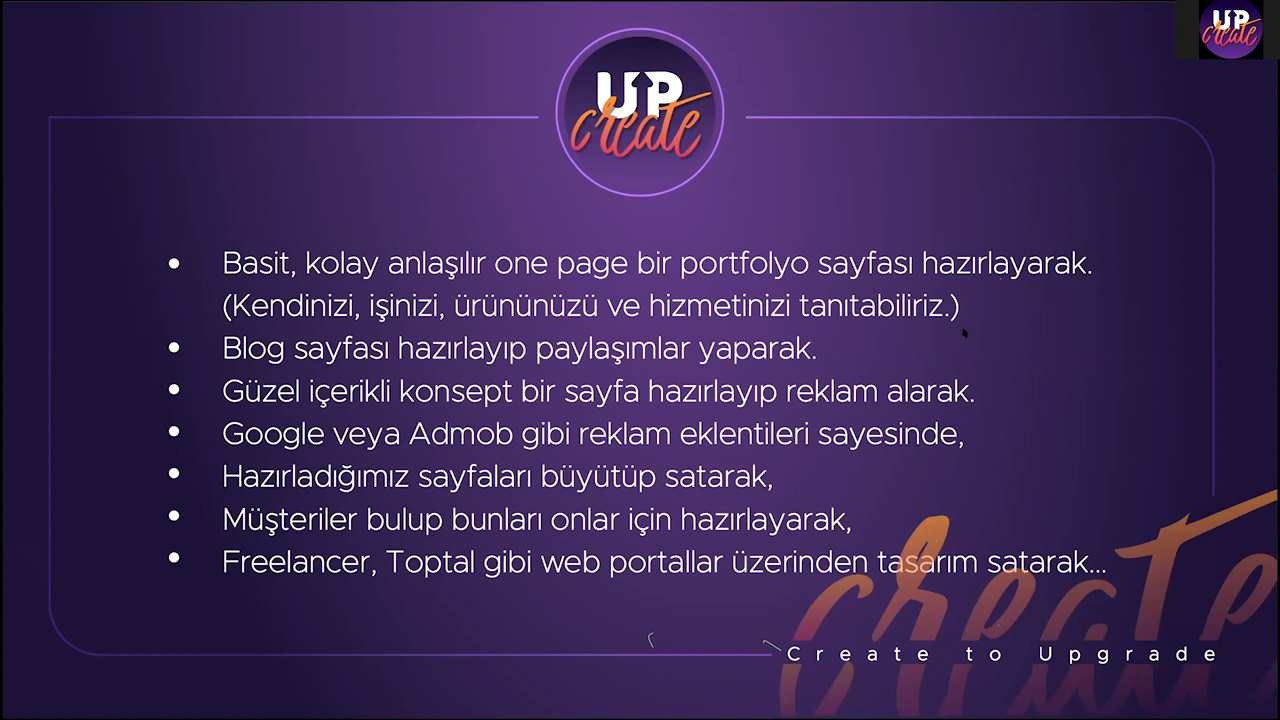 UP
create
UP
create
• Basit, kolay anlaşılır one page bir portfolyo sayfası hazırlayarak.
(Kendinizi, işinizi, ürününüzü ve hizmetinizi tanıtabiliriz.)
• Blog sayfası hazırlayıp paylaşımlar yaparak.
• Güzel içerikli konsept bir sayfa hazırlayıp reklam alarak.
• Google veya Admob gibi reklam eklentileri sayesinde,
• Hazırladığımız sayfaları büyütüp satarak,
• Müşteriler bulup bunları onlar için hazırlayarak,
• Freelancer, Toptal gibi web portallar üzerinden tasarım satarak...
create
Create to Upgrade